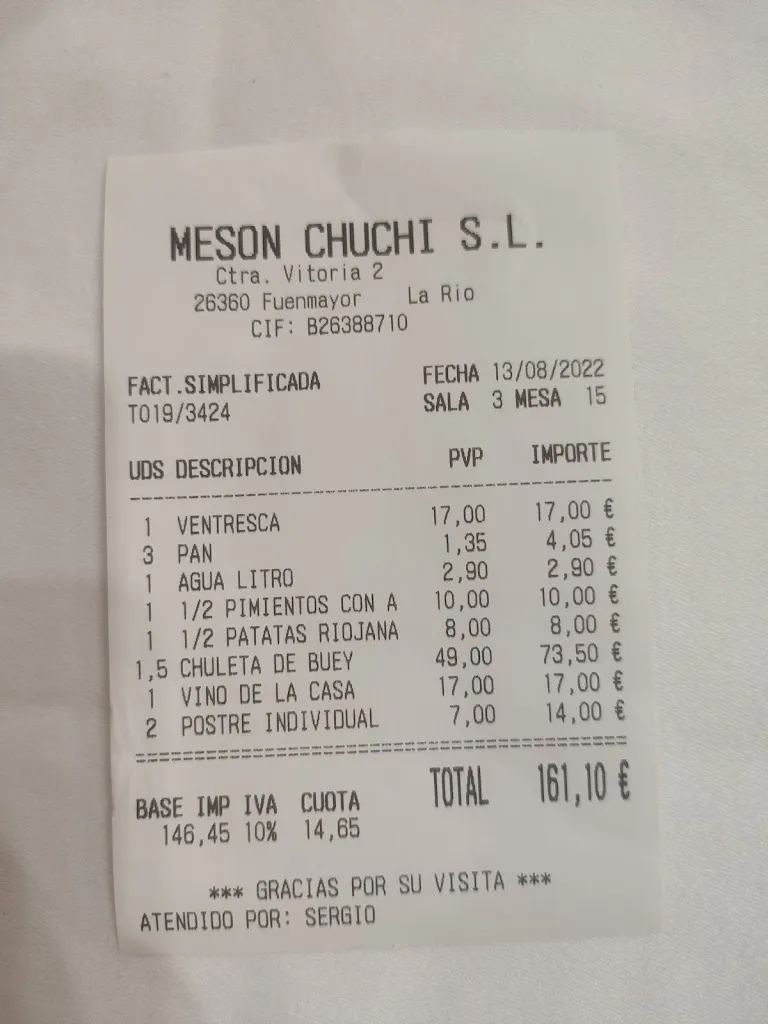 MESON CHUCHI S.L.
Ctra. Vitoria 2
26360 Fuenmayor La Rio
CIF: B26388710
FACT.SIMPLIFICADA FECHA 13/08/2022
T019/3424 SALA 3 MESA 15
UDS DESCRIPCION PVP IMPORTE
1 VENTRESCA 17,00 17,00 €
3 PAN 1,35 4,05 €
1 AGUA LITRO 2,90 2,90 €
1 1/2 PIMIENTOS CON A 10,00 10,00 €
1 1/2 PATATAS RIOJANA 8,00 8,00 €
1,5 CHULETA DE BUEY 49,00 73,50 €
1 VINO DE LA CASA 17,00 17,00 €
2 POSTRE INDIVIDUAL 7,00 14,00 €
TOTAL 161,10 €
BASE IMP IVA CUOTA
146,45 10% 14,65
*** GRACIAS POR SU VISITA ***
ATENDIDO POR: SERGIO